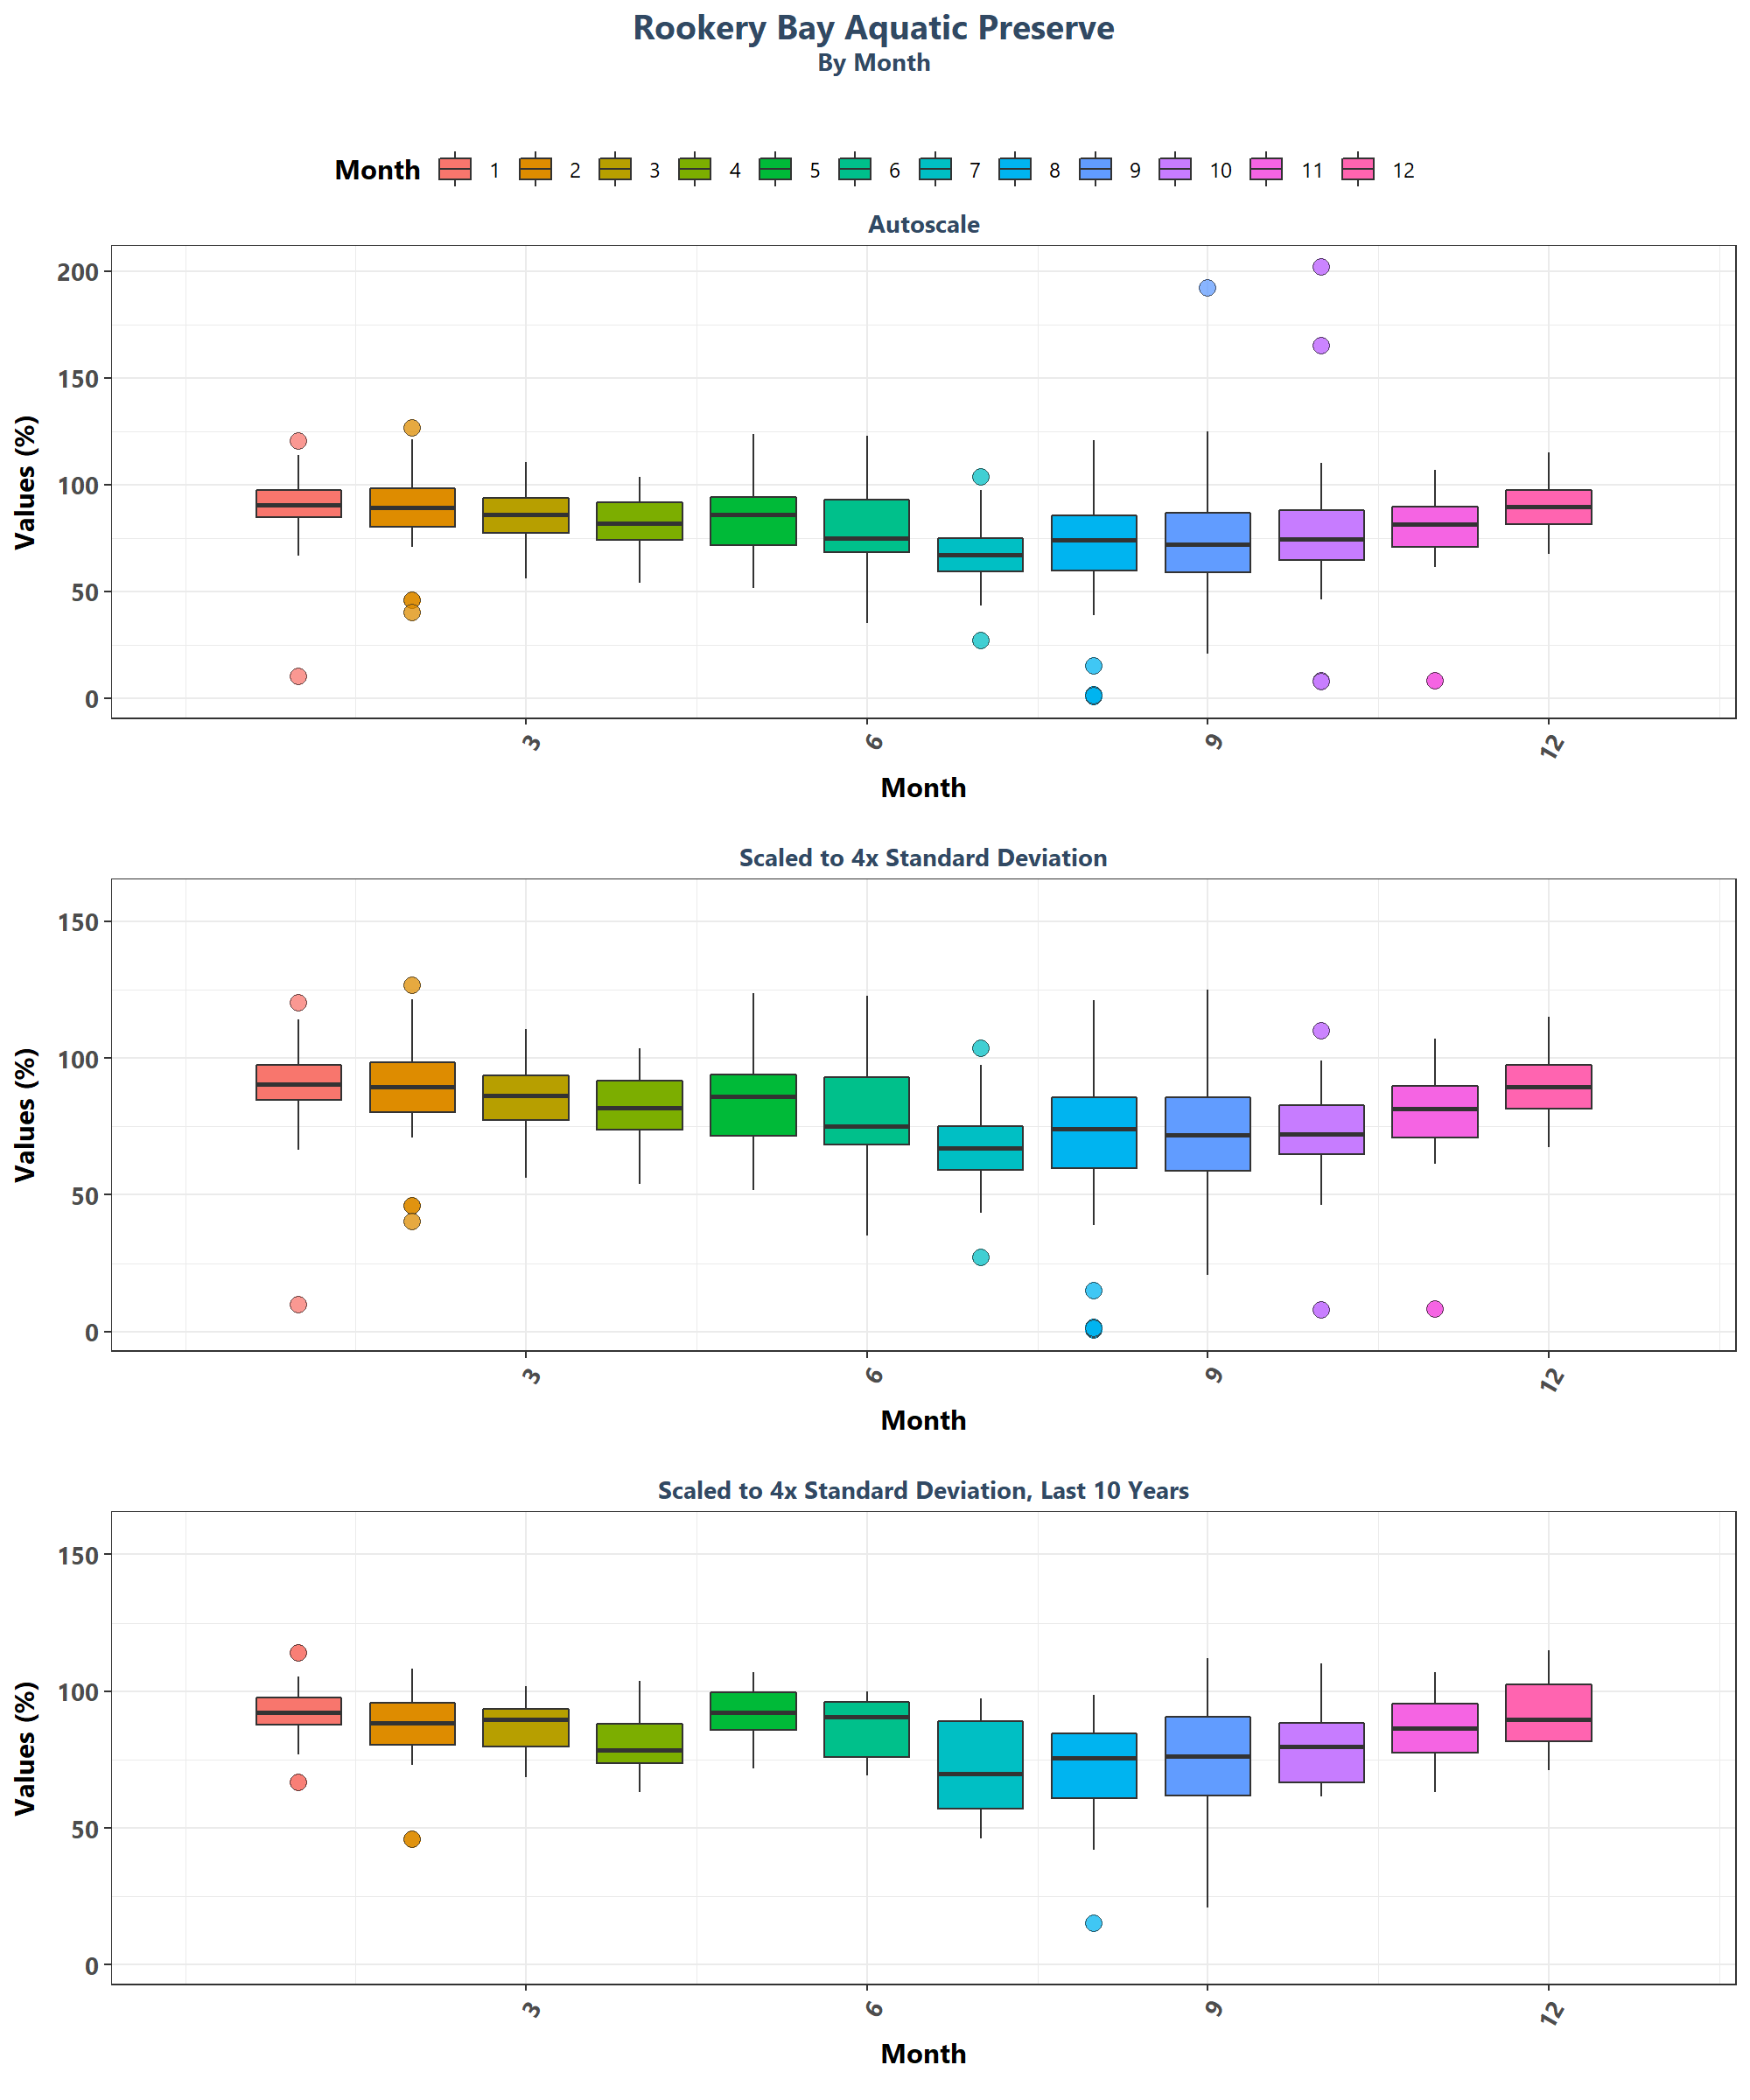 Rookery Bay Aquatic Preserve
By Month
Month 1 2 3 4 5 6 7 8 9 10 11 12
Autoscale
Values (%)
200
150
100
50
0
3 6 9 12
Month
Scaled to 4x Standard Deviation
Values (%)
150
100
50
0
3 6 9 12
Month
Scaled to 4x Standard Deviation, Last 10 Years
Values (%)
150
100
50
0
3 6 9 12
Month